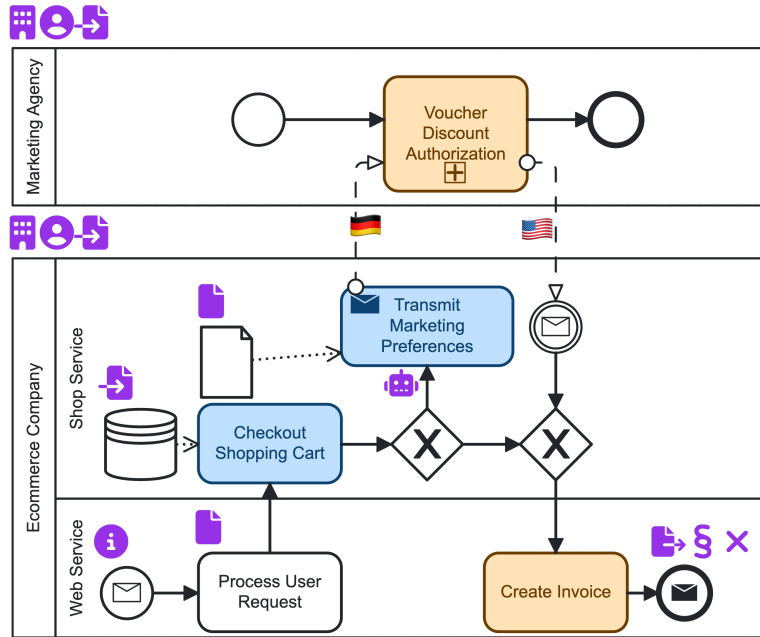 Marketing Agency
Voucher
Discount
Authorization
Ecommerce Company
Shop Service
Transmit
Marketing
Preferences
Checkout
Shopping Cart
X
X
Web Service
Process User
Request
Create Invoice
§